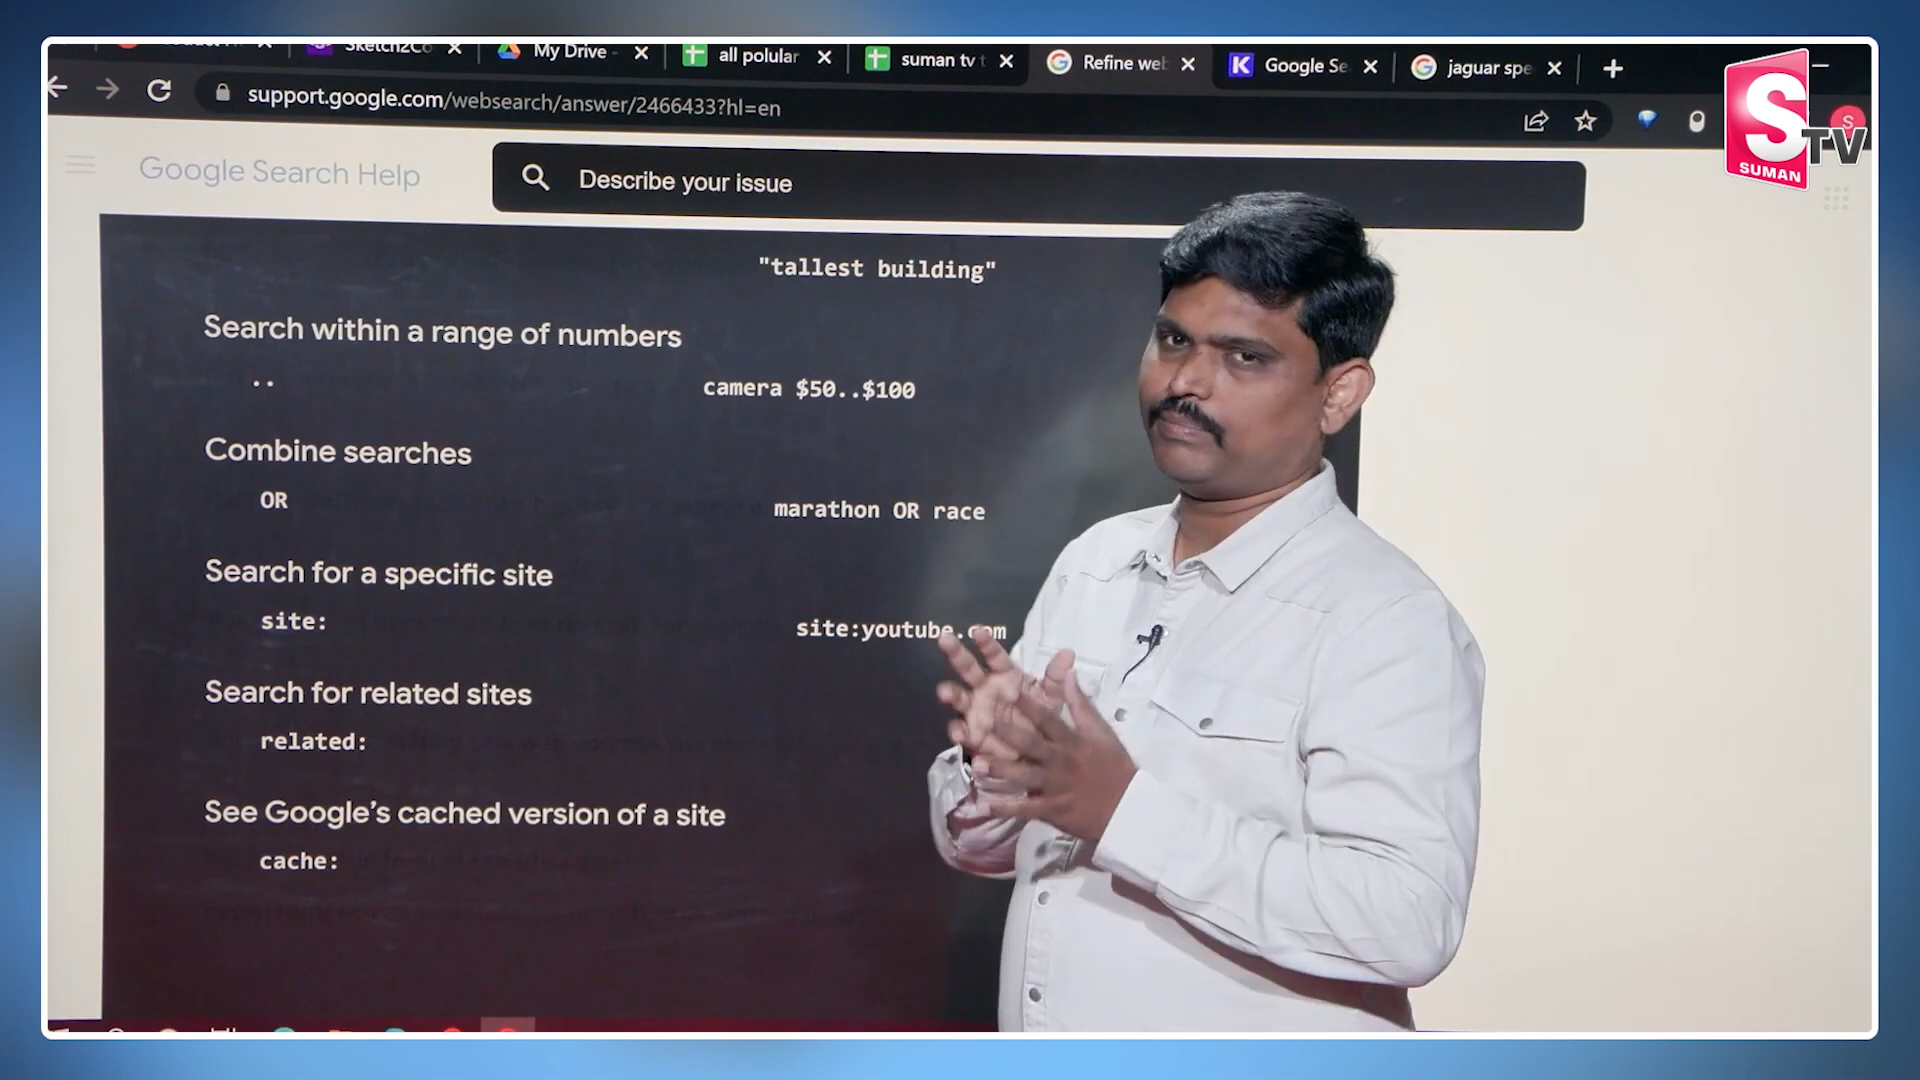 Sketch2Co
My Drive -
all polular
suman tv t
Refine wel
Google Se
jaguar spe
support.google.com/websearch/answer/2466433?hl=en
S
S TV
SUMAN
Google Search Help
Describe your issue
"tallest building"
Search within a range of numbers
..
camera $50..$100
Combine searches
OR
marathon OR race
Search for a specific site
site:
site:youtube.com
Search for related sites
related:
See Google's cached version of a site
cache: